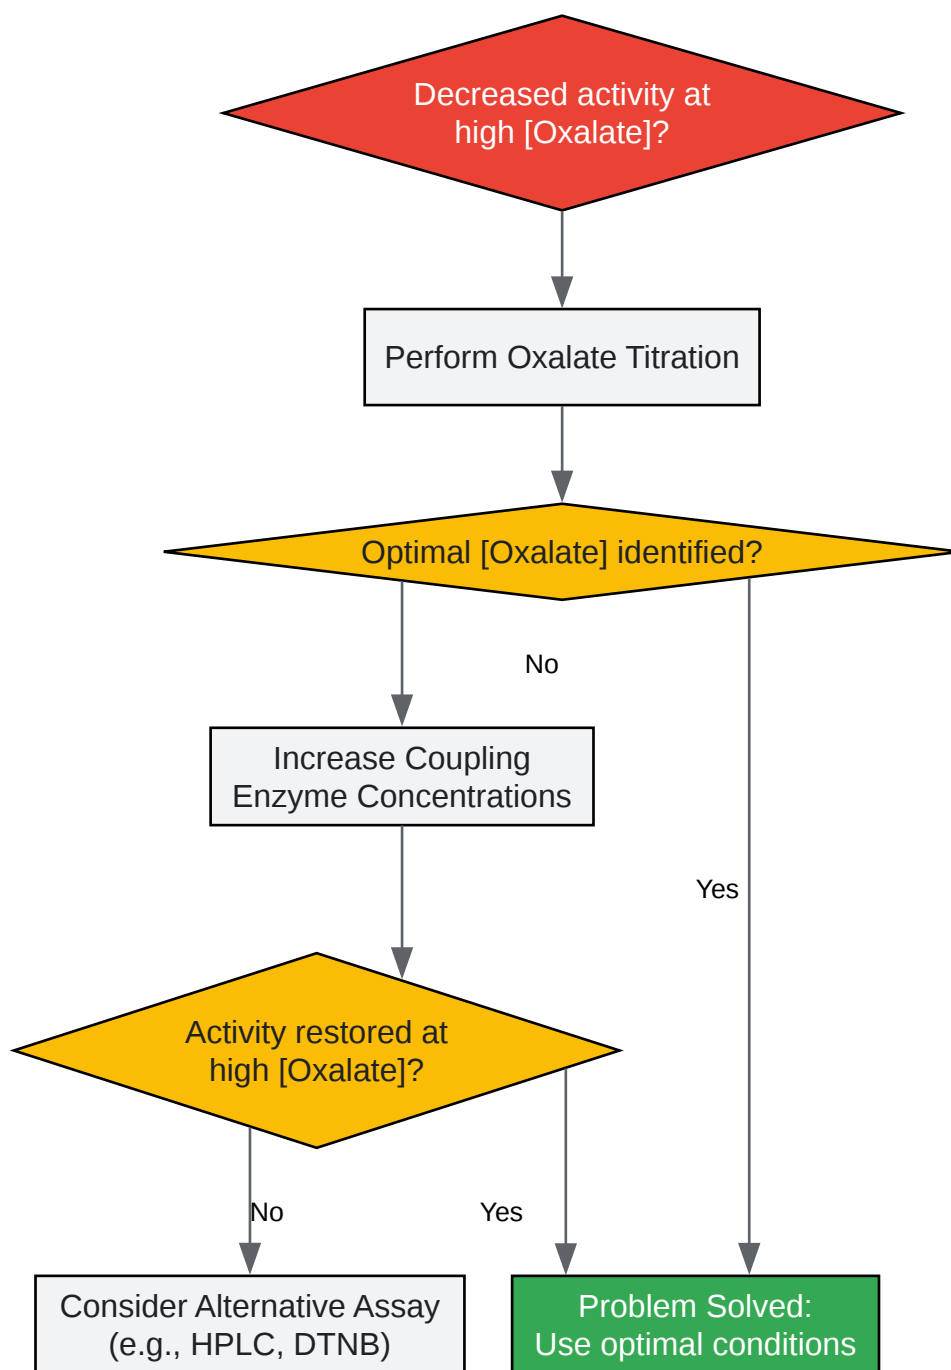 Decreased activity at
high [Oxalate]?
Perform Oxalate Titration
Optimal [Oxalate] identified?
No
Increase Coupling
Enzyme Concentrations
Yes
Activity restored at
high [Oxalate]?
No
Yes
Consider Alternative Assay
(e.g., HPLC, DTNB)
Problem Solved:
Use optimal conditions